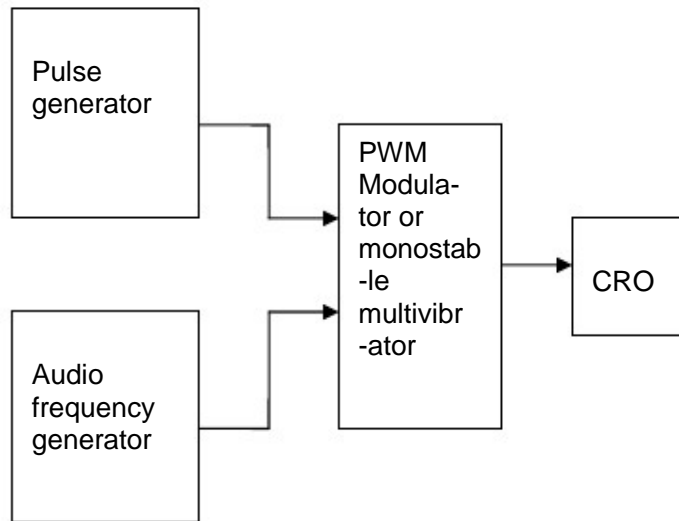 Pulse
generator
PWM
Modula-
tor or
monostab
-le
multivibr
-ator
CRO
Audio
frequency
generator